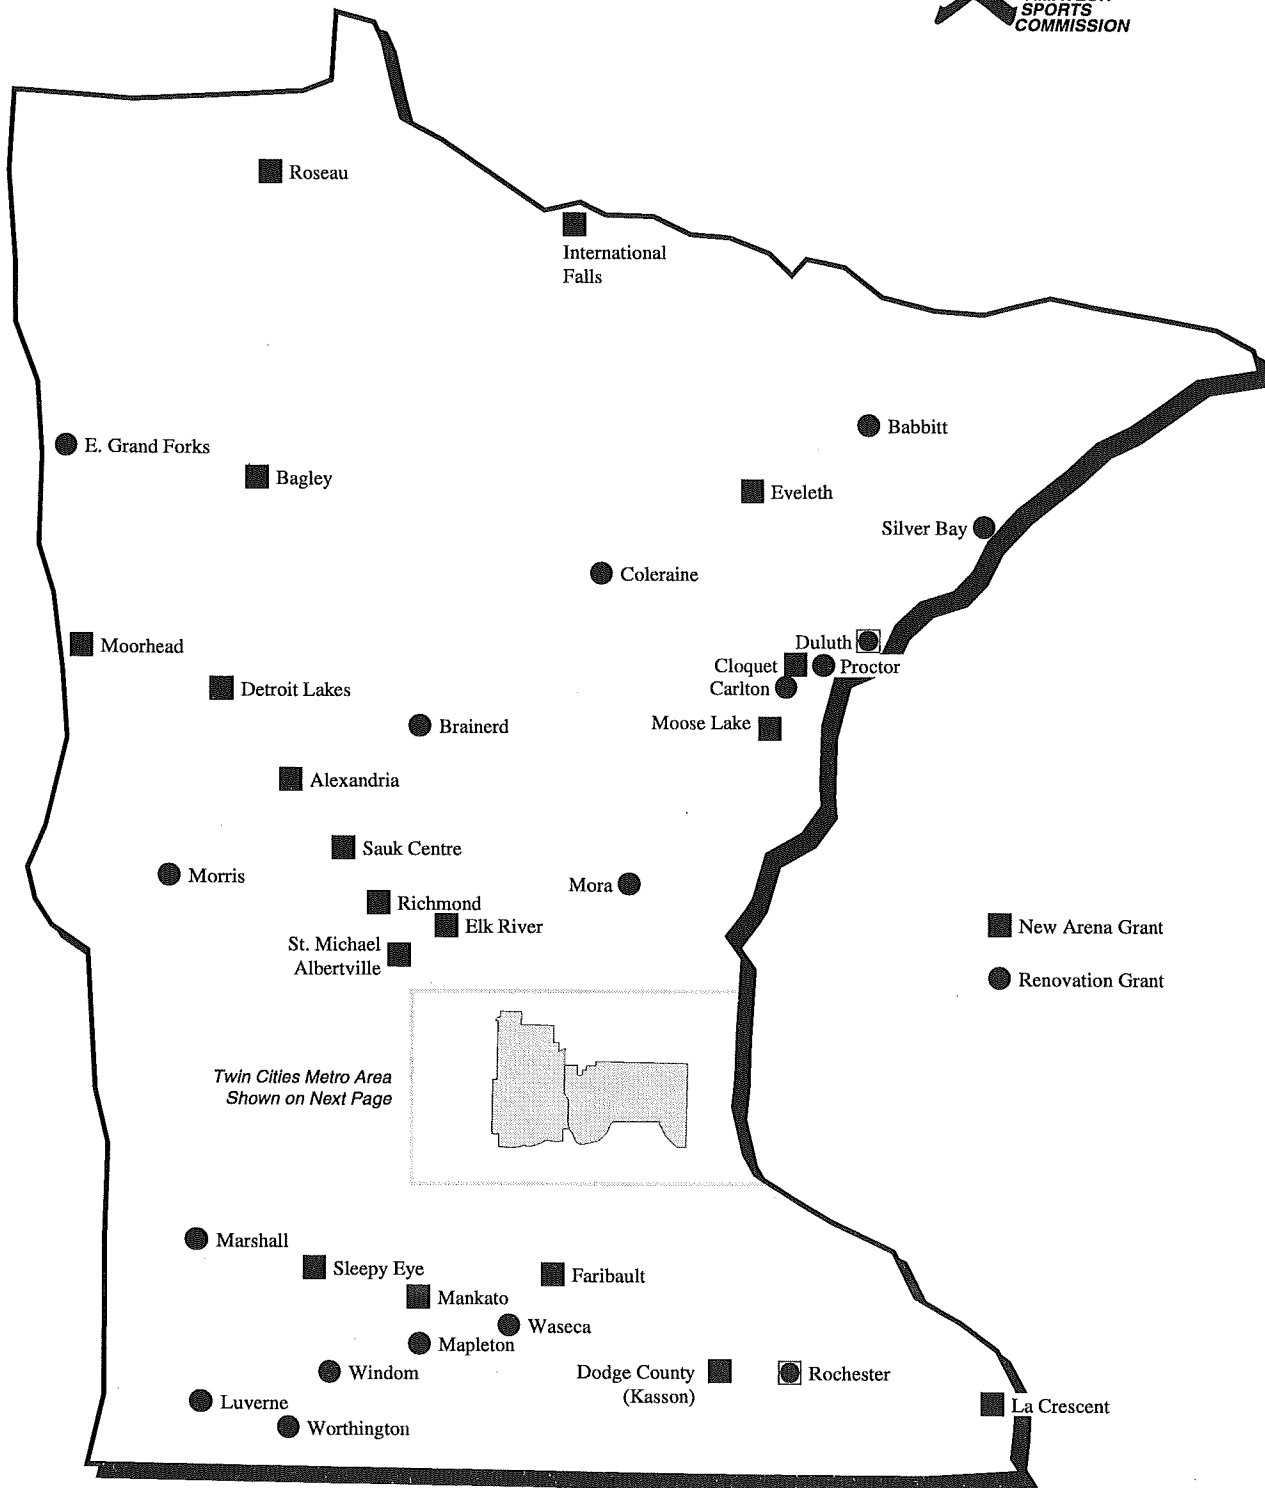 SPORTS
COMMISSION
Roseau
International
Falls
Babbitt
E. Grand Forks
Bagley
Eveleth
Silver Bay
Coleraine
Duluth
Moorhead
Cloquet
Proctor
Detroit Lakes
Carlton
Moose Lake
Brainerd
Alexandria
Sauk Centre
Morris
Mora
Richmond
Elk River
New Arena Grant
St. Michael
Albertville
Renovation Grant
Twin Cities Metro Area
Shown on Next Page
Marshall
Sleepy Eye
Faribault
Mankato
Waseca
Mapleton
Windom
Dodge County
(Kasson)
Rochester
Luverne
La Crescent
Worthington